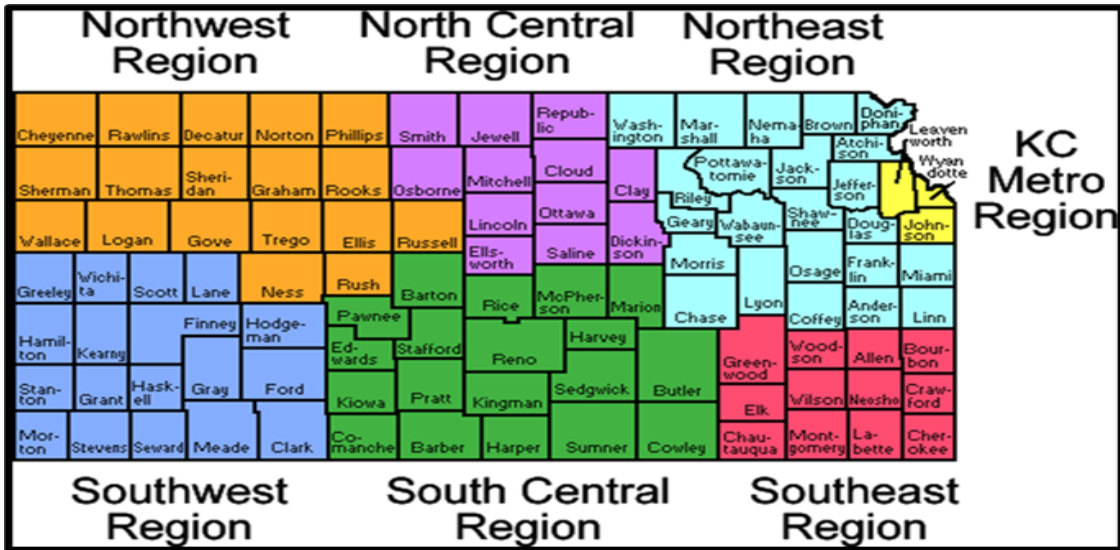 Northwest
Region
North Central
Region
Northeast
Region
KC
Metro
Region
Cheyenne Rawlins Decatur Norton Phillips Smith Jewell Repub-
lic
Wash-
ington
Mar-
shall
Nema-
ha
Brown Doni-
phan
Leaven
worth
Atchi-
son
Wyan
dotte
Sherman Thomas Sheri-
dan
Graham Rooks Osborne Mitchell Cloud Clay
Pottawa-
tomie
Jack-
son
Jeffer-
son
Riley
Wallace Logan Gove Trego Ellis Russell Lincoln Ottawa
Ells-
worth
Saline Dickin-
son
Geary Wabaun-
see
Shaw-
nee
Doug-
las
John-
son
Morris Osage Frank-
lin
Miami
Greeley Wichi-
ta
Scott Lane Ness Rush Barton Rice McPher-
son
Marion Chase Lyon Coffey Ander-
son
Linn
Hamil-
ton
Kearny Finney Hodge-
man
Pawnee
Ed-
wards
Stafford Reno Harvey
Sedgwick Butler
Green-
wood
Wood-
son
Allen Bour-
bon
Stan-
ton
Grant Hask-
ell
Gray Ford Kiowa Pratt Kingman
Elk Wilson Neosho Craw-
ford
Mor-
ton
Stevens Seward Meade Clark Co-
manche
Barber Harper Sumner Cowley Chau-
tauqua
Mont-
gomery
La-
bette
Cher-
okee
Southwest
Region
South Central
Region
Southeast
Region